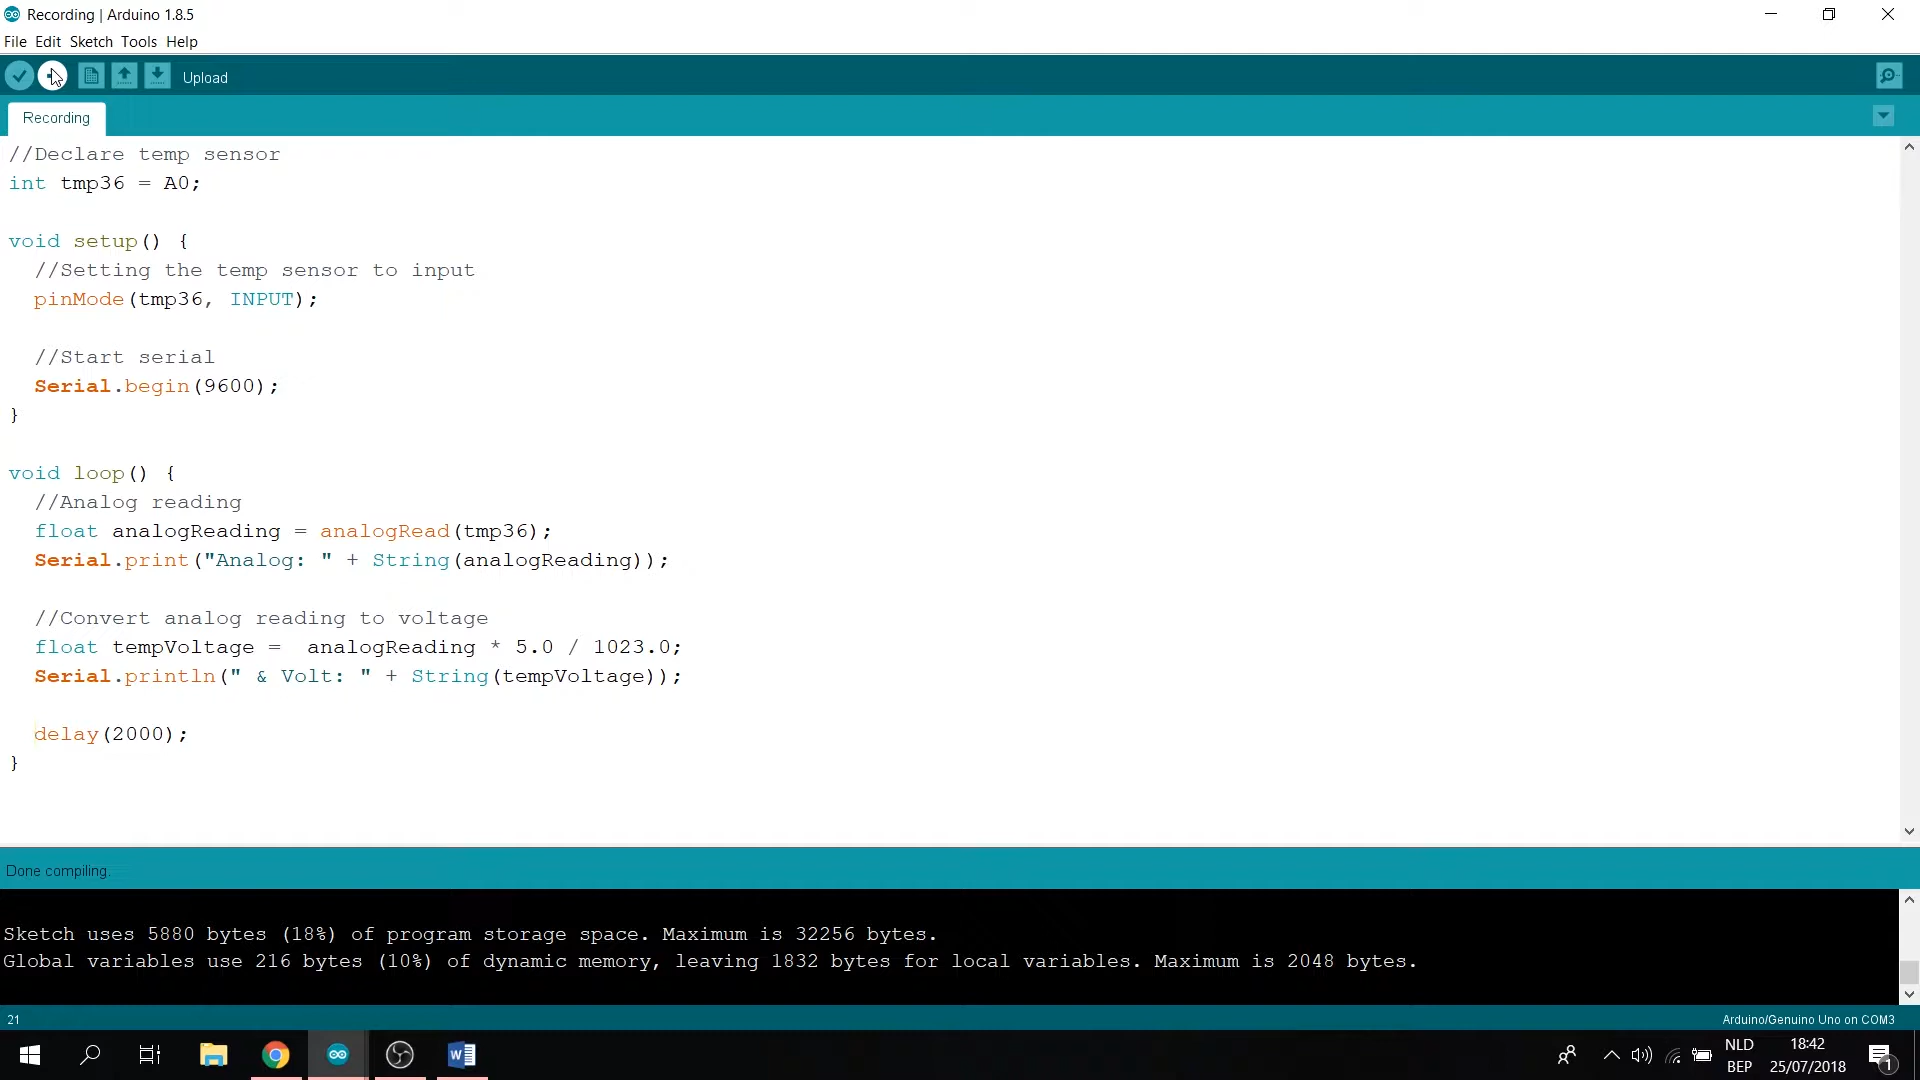 Recording | Arduino 1.8.5
File Edit Sketch Tools Help
Upload
Recording
//Declare temp sensor
int tmp36 = A0;
void setup() {
//Setting the temp sensor to input
pinMode(tmp36, INPUT);
//Start serial
Serial.begin(9600);
}
void loop() {
//Analog reading
float analogReading = analogRead(tmp36);
Serial.print("Analog: " + String(analogReading));
//Convert analog reading to voltage
float tempVoltage =  analogReading * 5.0 / 1023.0;
Serial.println(" & Volt: " + String(tempVoltage));
delay(2000);
}
Done compiling.
Sketch uses 5880 bytes (18%) of program storage space. Maximum is 32256 bytes.
Global variables use 216 bytes (10%) of dynamic memory, leaving 1832 bytes for local variables. Maximum is 2048 bytes.
21
Arduino/Genuino Uno on COM3
NLD
BEP
18:42
25/07/2018
1